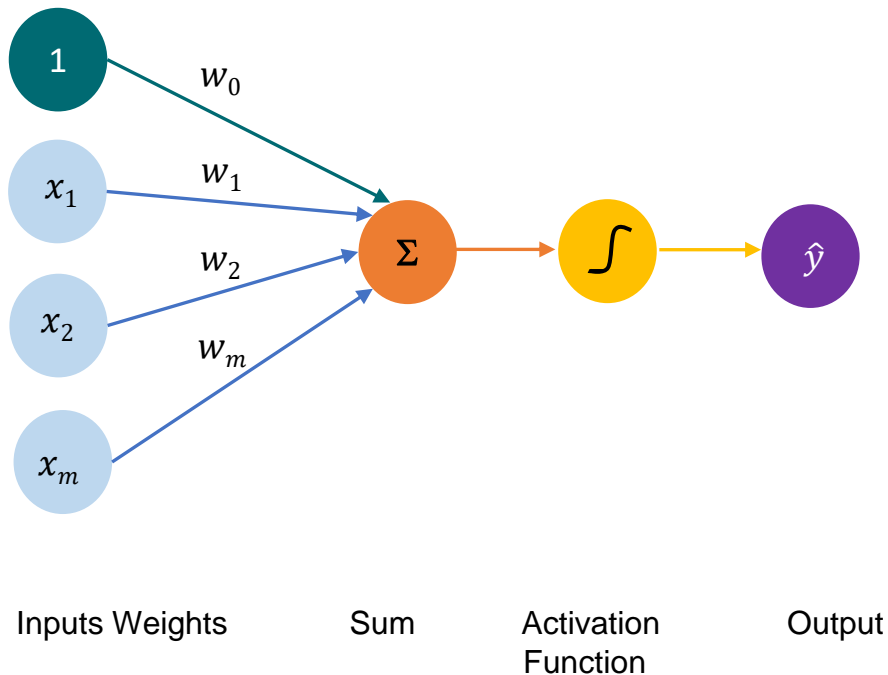 1
w₀
x₁
w₁
x₂
w₂
xₘ
wₘ
Σ
∫
ŷ
Inputs Weights Sum Activation Function Output